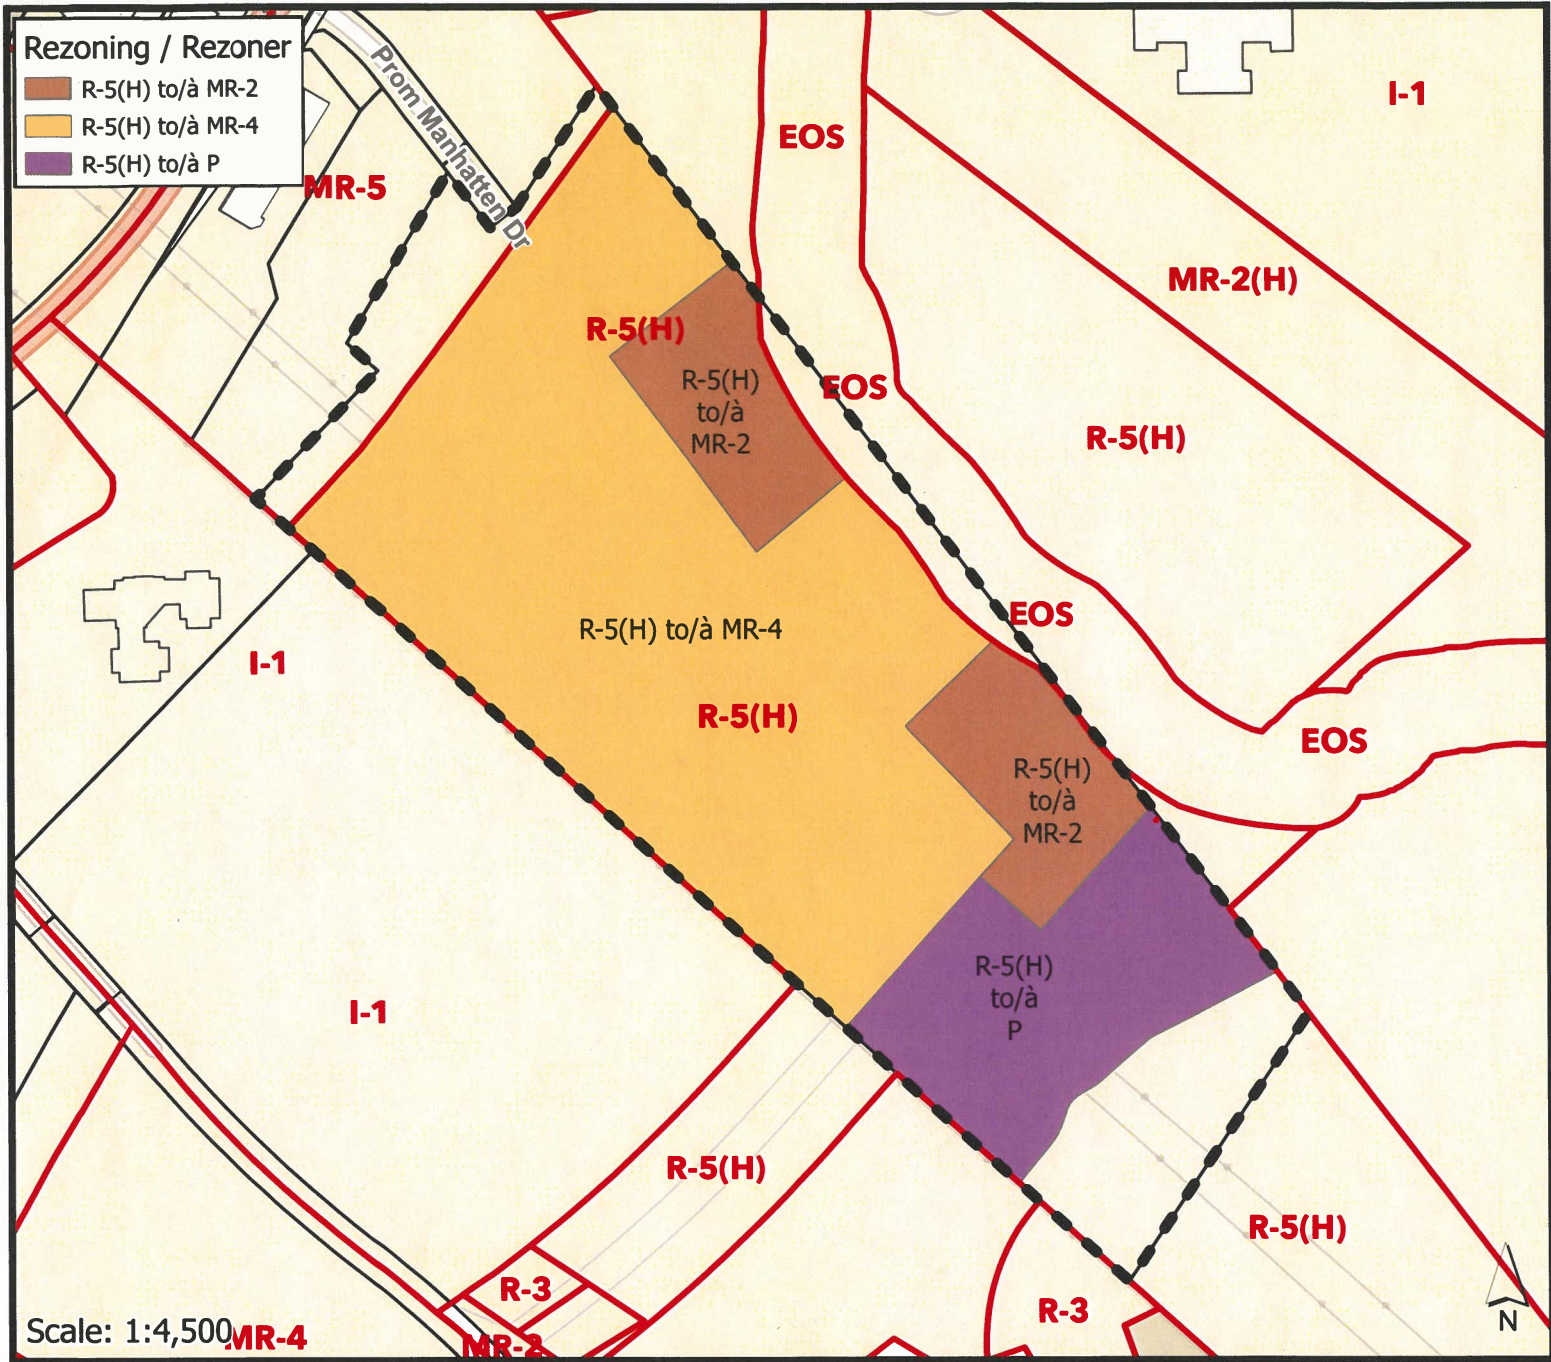 Rezoning / Rezoner
R-5(H) to/à MR-2
R-5(H) to/à MR-4
R-5(H) to/à P
Prom Manhatten Dr
I-1
EOS
MR-5
MR-2(H)
R-5(H)
R-5(H)
to/à
MR-2
EOS
R-5(H)
EOS
R-5(H) to/à MR-4
I-1
R-5(H)
EOS
R-5(H)
to/à
MR-2
R-5(H)
to/à
P
I-1
R-5(H)
R-5(H)
R-3
R-3
Scale: 1:4,500
MR-4
MR-2
N